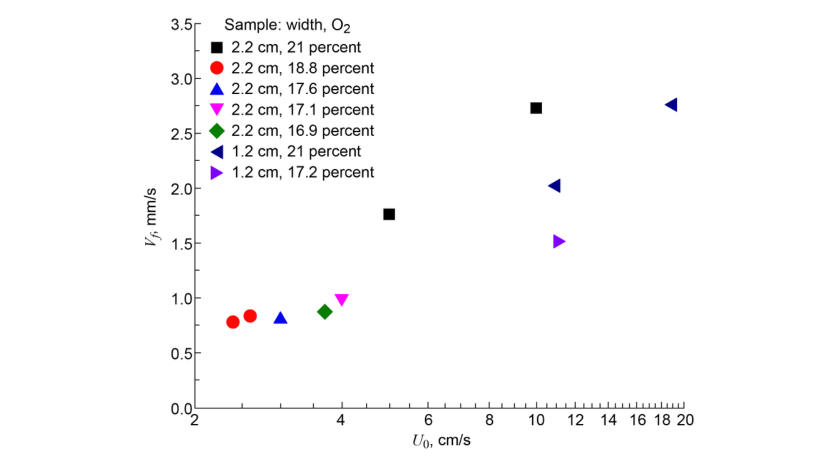 Sample: width, O₂
2.2 cm, 21 percent
2.2 cm, 18.8 percent
2.2 cm, 17.6 percent
2.2 cm, 17.1 percent
2.2 cm, 16.9 percent
1.2 cm, 21 percent
1.2 cm, 17.2 percent
3.5
3.0
2.5
2.0
1.5
1.0
0.5
0.0
V_f, mm/s
2 4 6 8 10 12 14 16 18 20
U₀, cm/s